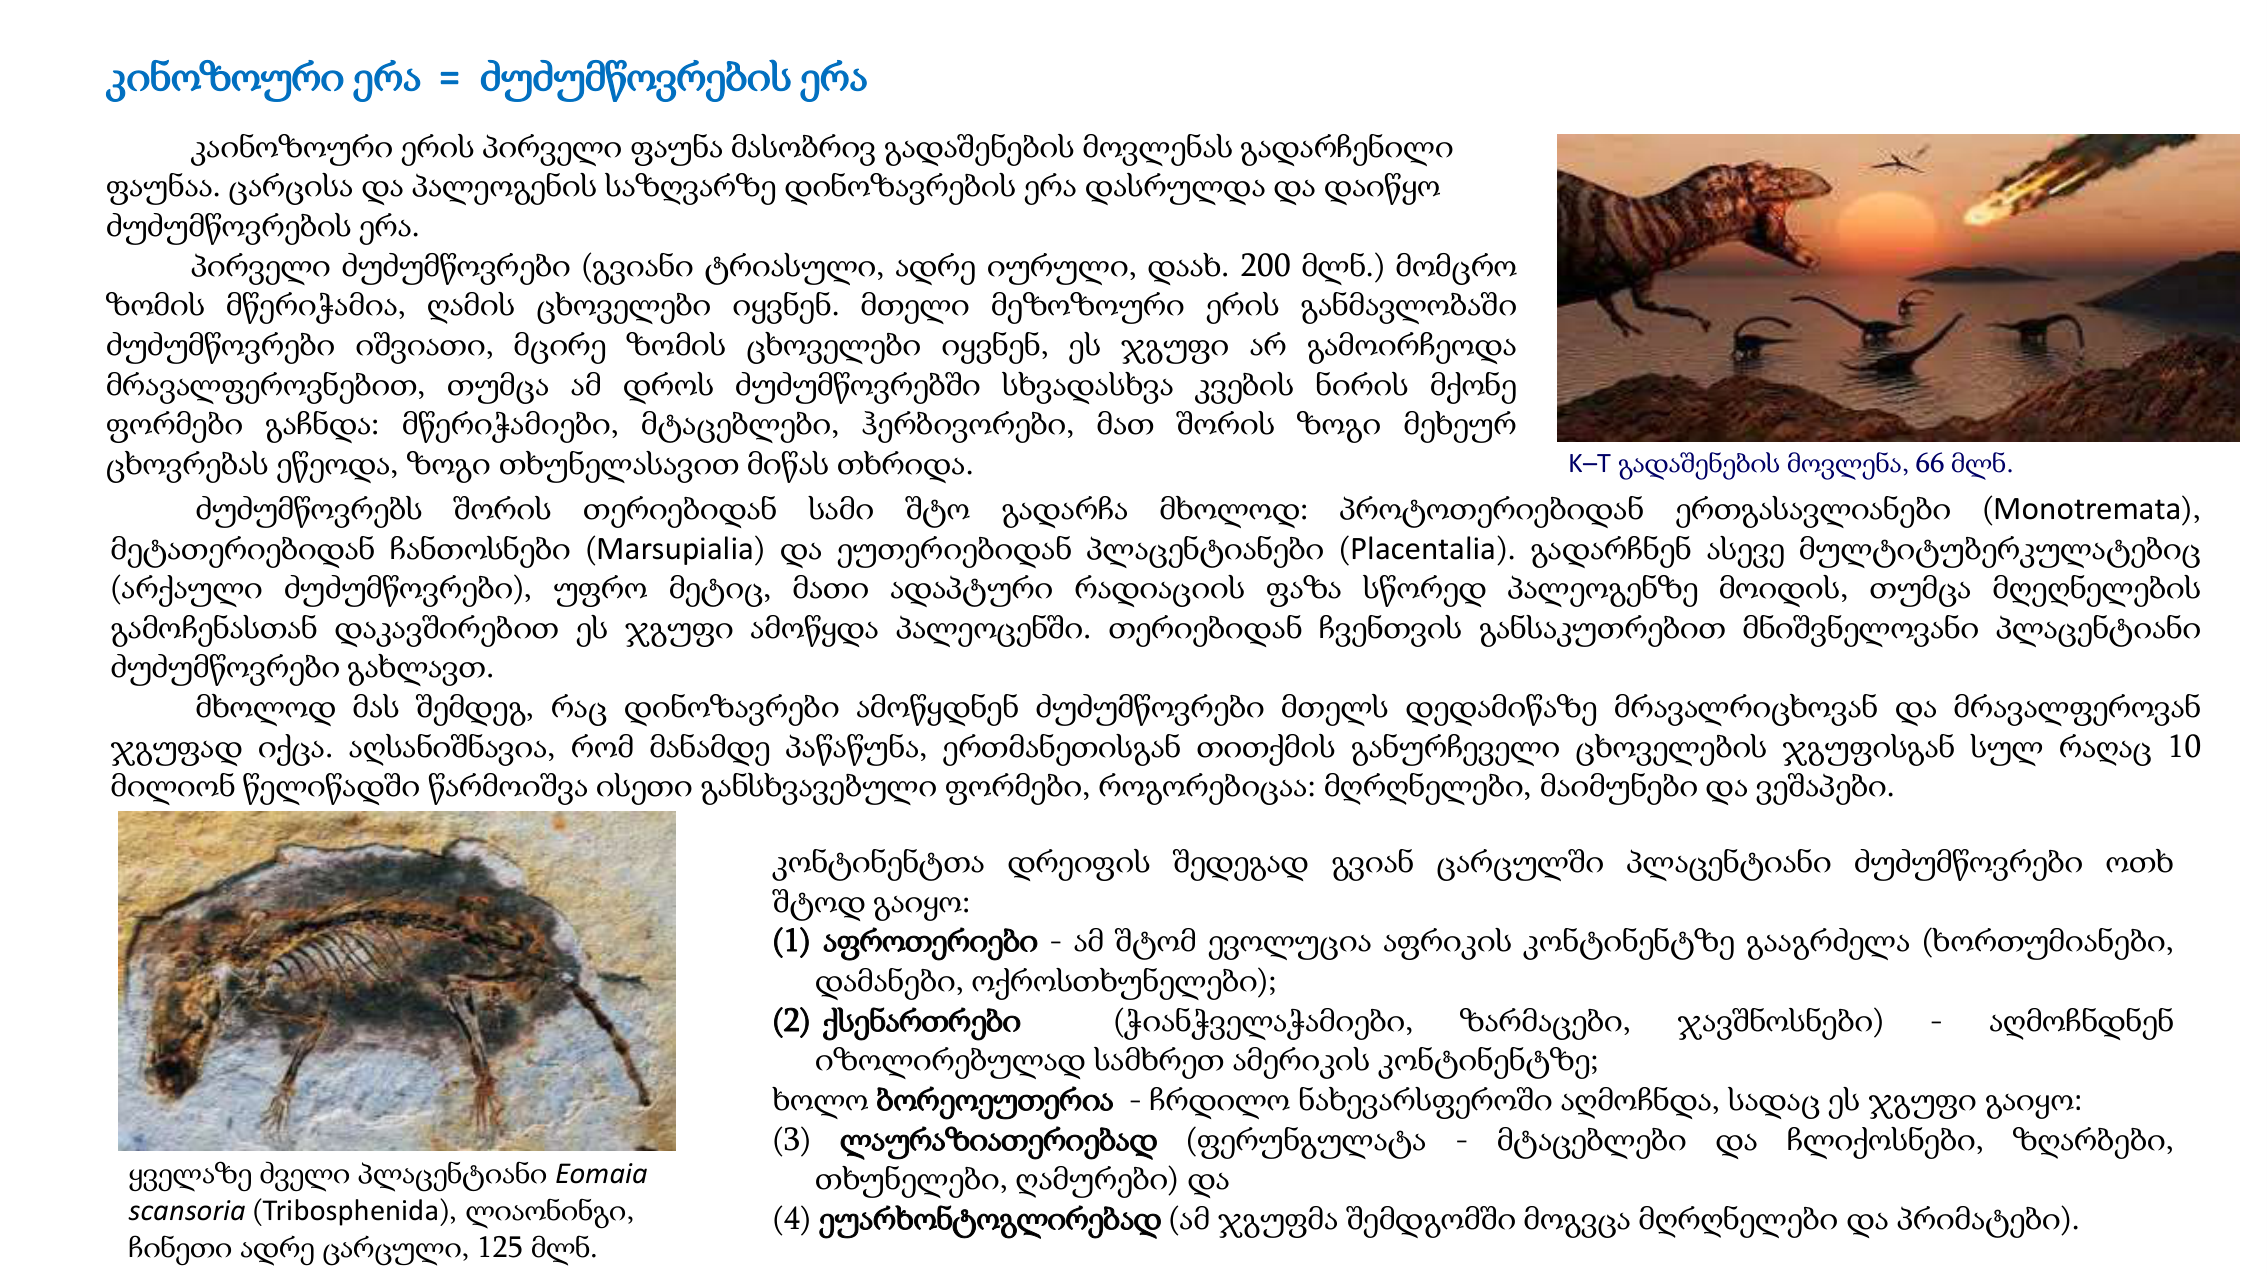 კინოზოური ერა = ძუძუმწოვრების ერა
კაინოზოური ერის პირველი ფაუნა მასობრივ გადაშენების მოვლენას გადარჩენილი
ფაუნაა. ცარცისა და პალეოგენის საზღვარზე დინოზავრების ერა დასრულდა და დაიწყო
ძუძუმწოვრების ერა.
პირველი ძუძუმწოვრები (გვიანი ტრიასული, ადრე იურული, დაახ. 200 მლნ.) მომცრო
ზომის მწერიჭამია, ღამის ცხოველები იყვნენ. მთელი მეზოზოური ერის განმავლობაში
ძუძუმწოვრები იშვიათი, მცირე ზომის ცხოველები იყვნენ, ეს ჯგუფი არ გამოირჩეოდა
მრავალფეროვნებით, თუმცა ამ დროს ძუძუმწოვრებში სხვადასხვა კვების ნირის მქონე
ფორმები გაჩნდა: მწერიჭამიები, მტაცებლები, ჰერბივორები, მათ შორის ზოგი მეხეურ
ცხოვრებას ეწეოდა, ზოგი თხუნელასავით მიწას თხრიდა.
K–T გადაშენების მოვლენა, 66 მლნ.
ძუძუმწოვრებს შორის თერიებიდან სამი შტო გადარჩა მხოლოდ: პროტოთერიებიდან ერთგასავლიანები (Monotremata),
მეტათერიებიდან ჩანთოსნები (Marsupialia) და ეუთერიებიდან პლაცენტიანები (Placentalia). გადარჩნენ ასევე მულტიტუბერკულატებიც
(არქაული ძუძუმწოვრები), უფრო მეტიც, მათი ადაპტური რადიაციის ფაზა სწორედ პალეოგენზე მოიდის, თუმცა მღეღნელების
გამოჩენასთან დაკავშირებით ეს ჯგუფი ამოწყდა პალეოცენში. თერიებიდან ჩვენთვის განსაკუთრებით მნიშვნელოვანი პლაცენტიანი
ძუძუმწოვრები გახლავთ.
მხოლოდ მას შემდეგ, რაც დინოზავრები ამოწყდნენ ძუძუმწოვრები მთელს დედამიწაზე მრავალრიცხოვან და მრავალფეროვან
ჯგუფად იქცა. აღსანიშნავია, რომ მანამდე პაწაწუნა, ერთმანეთისგან თითქმის განურჩეველი ცხოველების ჯგუფისგან სულ რაღაც 10
მილიონ წელიწადში წარმოიშვა ისეთი განსხვავებული ფორმები, როგორებიცაა: მღრღნელები, მაიმუნები და ვეშაპები.
კონტინენტთა დრეიფის შედეგად გვიან ცარცულში პლაცენტიანი ძუძუმწოვრები ოთხ
შტოდ გაიყო:
(1) აფროთერიები - ამ შტომ ევოლუცია აფრიკის კონტინენტზე გააგრძელა (ხორთუმიანები,
დამანები, ოქროსთხუნელები);
(2) ქსენართრები (ჭიანჭველაჭამიები, ზარმაცები, ჯავშნოსნები) - აღმოჩნდნენ
იზოლირებულად სამხრეთ ამერიკის კონტინენტზე;
ხოლო ბორეოეუთერია - ჩრდილო ნახევარსფეროში აღმოჩნდა, სადაც ეს ჯგუფი გაიყო:
(3) ლაურაზიათერიებად (ფერუნგულატა - მტაცებლები და ჩლიქოსნები, ზღარბები,
თხუნელები, ღამურები) და
(4) ეუარხონტოგლირებად (ამ ჯგუფმა შემდგომში მოგვცა მღრღნელები და პრიმატები).
ყველაზე ძველი პლაცენტიანი Eomaia
scansoria (Tribosphenida), ლიაონინგი,
ჩინეთი ადრე ცარცული, 125 მლნ.